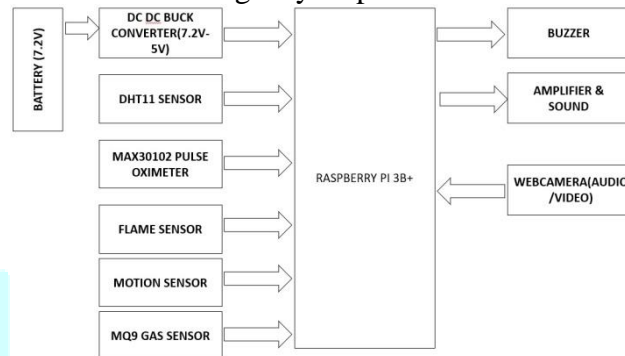 BATTERY (7.2V)
DC DC BUCK
CONVERTER(7.2V-
5V)
DHT11 SENSOR
MAX30102 PULSE
OXIMETER
FLAME SENSOR
MOTION SENSOR
MQ9 GAS SENSOR
RASPBERRY PI 3B+
BUZZER
AMPLIFIER &
SOUND
WEBCAMERA(AUDIO
/VIDEO)